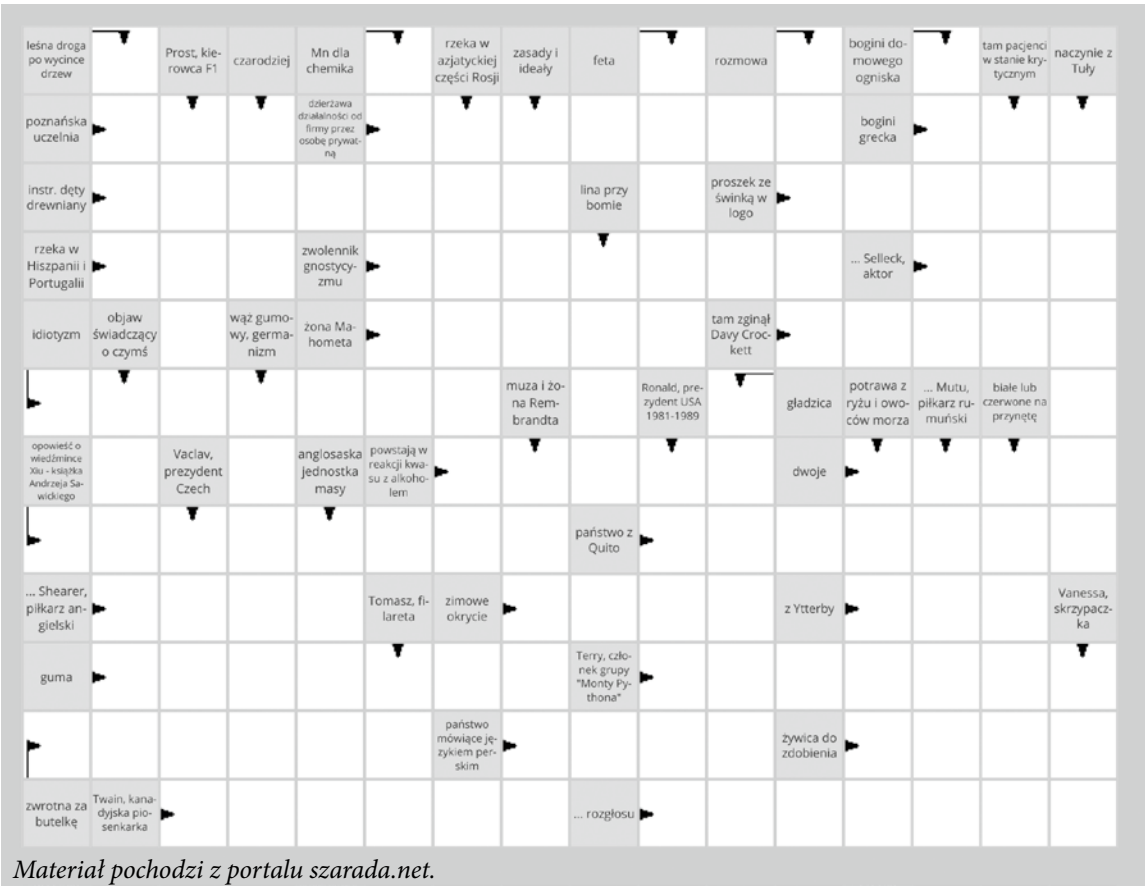 leśna droga
po wycince
drzew
Prost, kie-
rowca F1
czarodziej
Mn dla
chemika
rzeka w
azjatyckiej
części Rosji
zasady i
ideały
feta
rozmowa
bogini do-
mowego
ogniska
tam pacjenci
w stanie kry-
tycznym
naczynie z
Tuły
poznańska
uczelnia
dzierżawa
działalności od
firmy przez
osobę prywat-
ną
bogini
grecka
instr. dęty
drewniany
lina przy
bomie
proszek ze
świnką w
logo
rzeka w
Hiszpanii i
Portugalii
zwolennik
gnostycy-
zmu
... Selleck,
aktor
idiotyzm
objaw
świadczący
o czymś
wąż gumo-
wy, germa-
nizm
żona Ma-
hometa
tam zginął
Davy Croc-
kett
muza i żo-
na Rem-
brandta
Ronald, pre-
zydent USA
1981-1989
gładzica
potrawa z
ryżu i owo-
ców morza
... Mutu,
piłkarz ru-
muński
białe lub
czerwone na
przynętę
opowieść o
wiedźmince
Xiu - książka
Andrzeja Sa-
wickiego
Vaclav,
prezydent
Czech
anglosaska
jednostka
masy
powstają w
reakcji kwa-
su z alkoho-
lem
dwoje
państwo z
Quito
... Shearer,
piłkarz an-
gielski
Tomasz, fi-
lareta
zimowe
okrycie
z Ytterby
Vanessa,
skrzypacz-
ka
guma
Terry, czło-
nek grupy
"Monty Py-
thona"
państwo
mówiące ję-
zykiem per-
skim
żywica do
zdobienia
zwrotna za
butelkę
Twain, kana-
dyjska pio-
senkarka
... rozgłosu
Materiał pochodzi z portalu szarada.net.